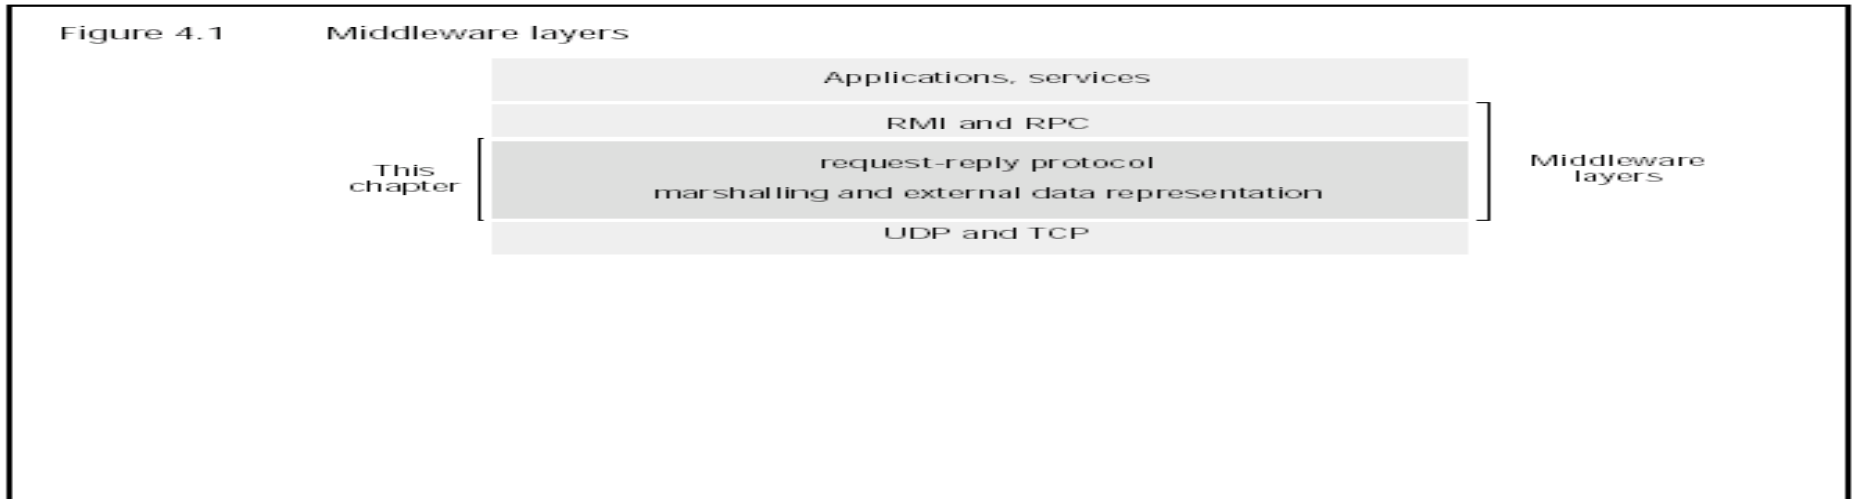 Figure 4.1 Middleware layers
Applications, services
RMI and RPC
This
chapter
request-reply protocol
marshalling and external data representation
Middleware
layers
UDP and TCP